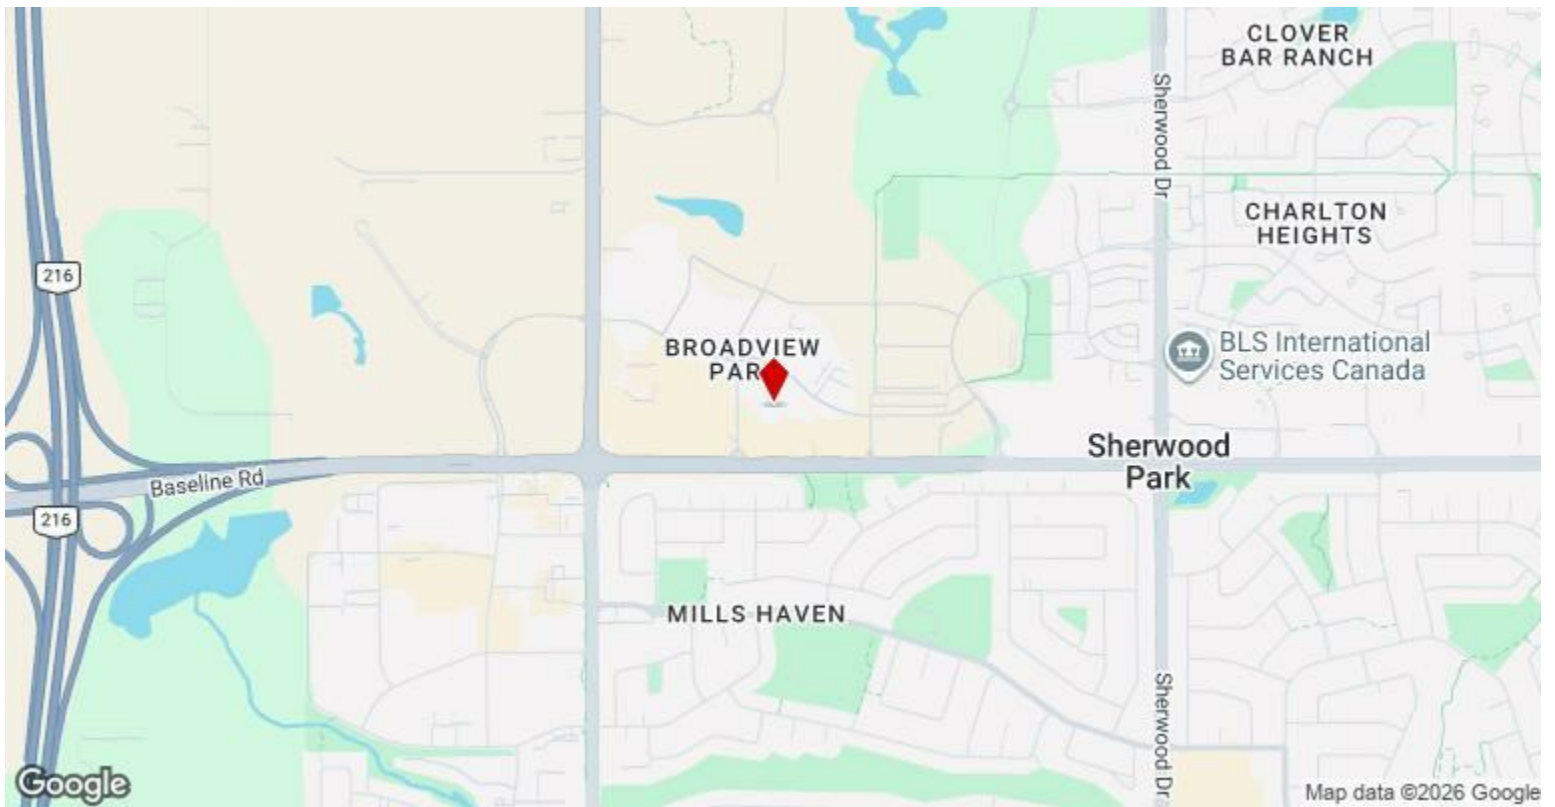 CLOVER
BAR RANCH
Sherwood Dr
CHARLTON
HEIGHTS
216
BROADVIEW
PARK
BLS International
Services Canada
Sherwood
Park
Baseline Rd
216
MILLS HAVEN
Sherwood Dr
Google
Map data ©2026 Google